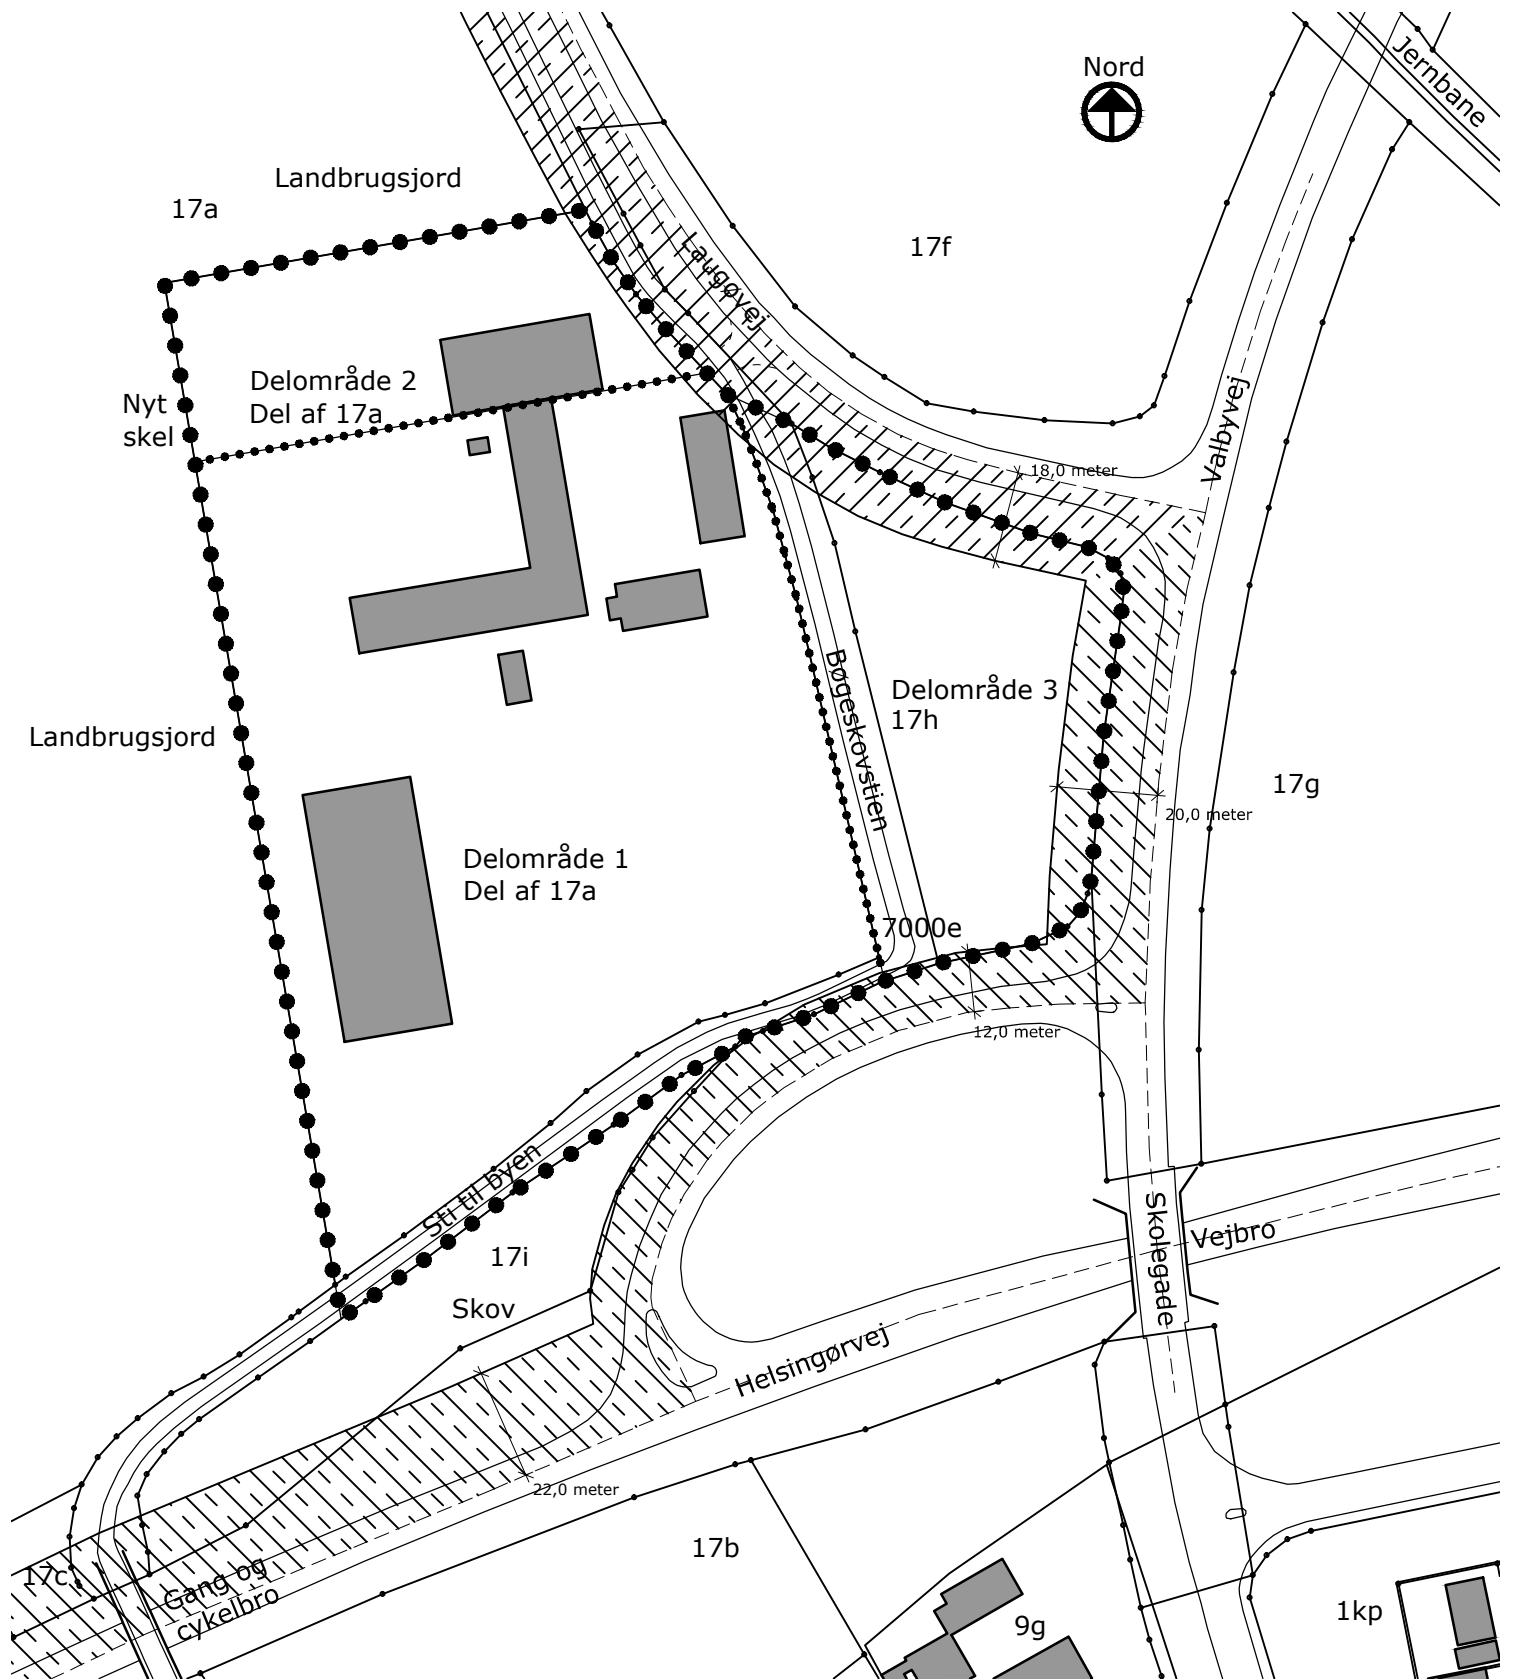 Jernbane
Nord
Landbrugsjord
17a
Laugøvej
17f
Delområde 2
Del af 17a
Nyt
skel
Valbyvej
18,0 meter
Bøgeskovstien
Delområde 3
17h
Landbrugsjord
17g
20,0 meter
Delområde 1
Del af 17a
7000e
12,0 meter
Sti til byen
17i
Skov
Skolegade
Vejbro
Helsingørvej
22,0 meter
17b
17c
Gang og
cykelbro
9g
1kp